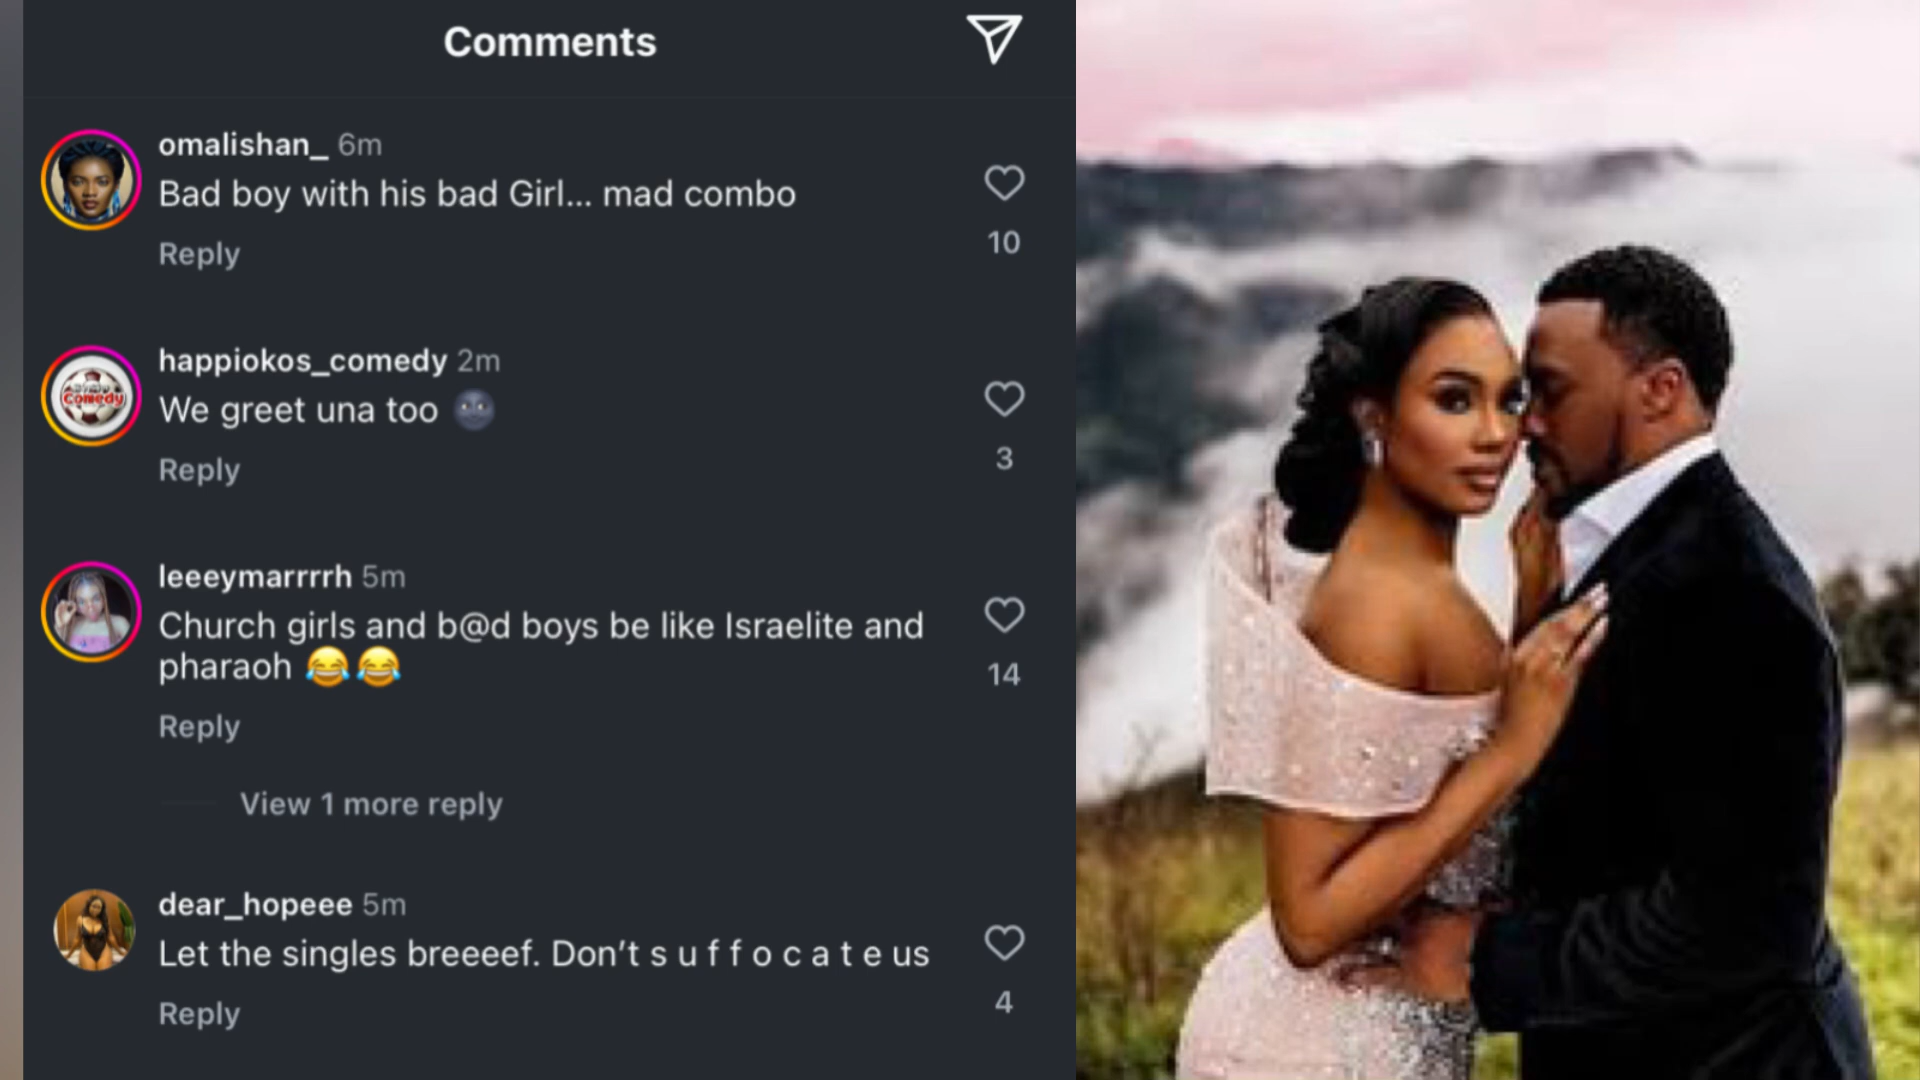 Comments
omalishan_ 6m
Bad boy with his bad Girl... mad combo
Reply
10
happiokos_comedy 2m
We greet una too 🌚
Reply
3
leeeymarrrrh 5m
Church girls and b@d boys be like Israelite and
pharaoh 😂😂
Reply
14
View 1 more reply
dear_hopeee 5m
Let the singles breeeef. Don't s u f f o c a t e us
Reply
4
Comedy